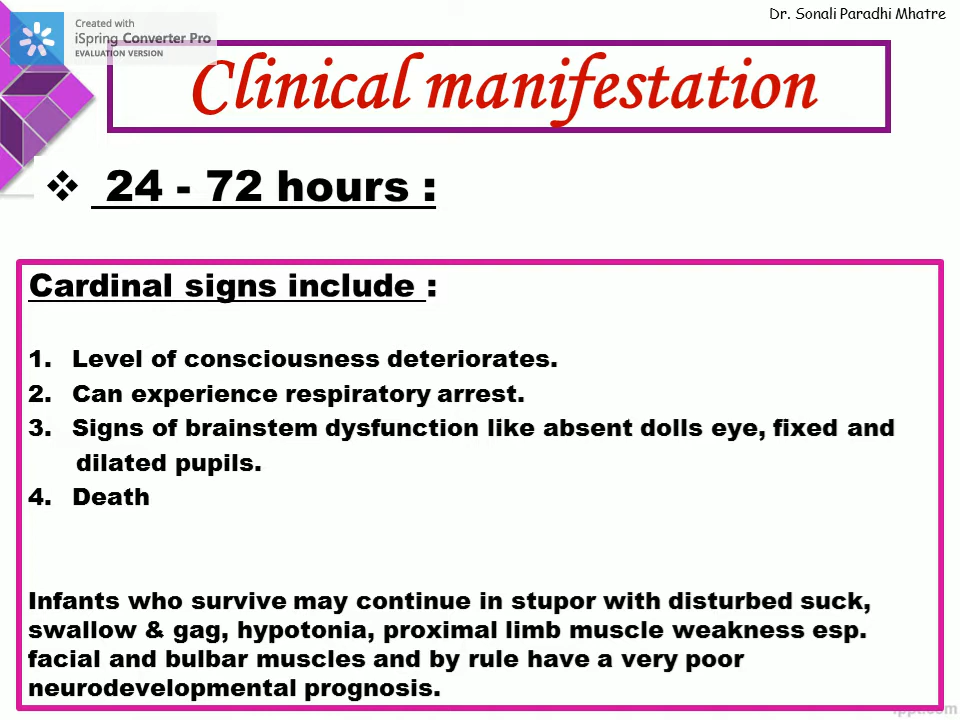 Dr. Sonali Paradhi Mhatre
Created with
iSpring Converter Pro
EVALUATION VERSION
Clinical manifestation
❖ 24 - 72 hours :
Cardinal signs include :
1. Level of consciousness deteriorates.
2. Can experience respiratory arrest.
3. Signs of brainstem dysfunction like absent dolls eye, fixed and
dilated pupils.
4. Death
Infants who survive may continue in stupor with disturbed suck,
swallow & gag, hypotonia, proximal limb muscle weakness esp.
facial and bulbar muscles and by rule have a very poor
neurodevelopmental prognosis.